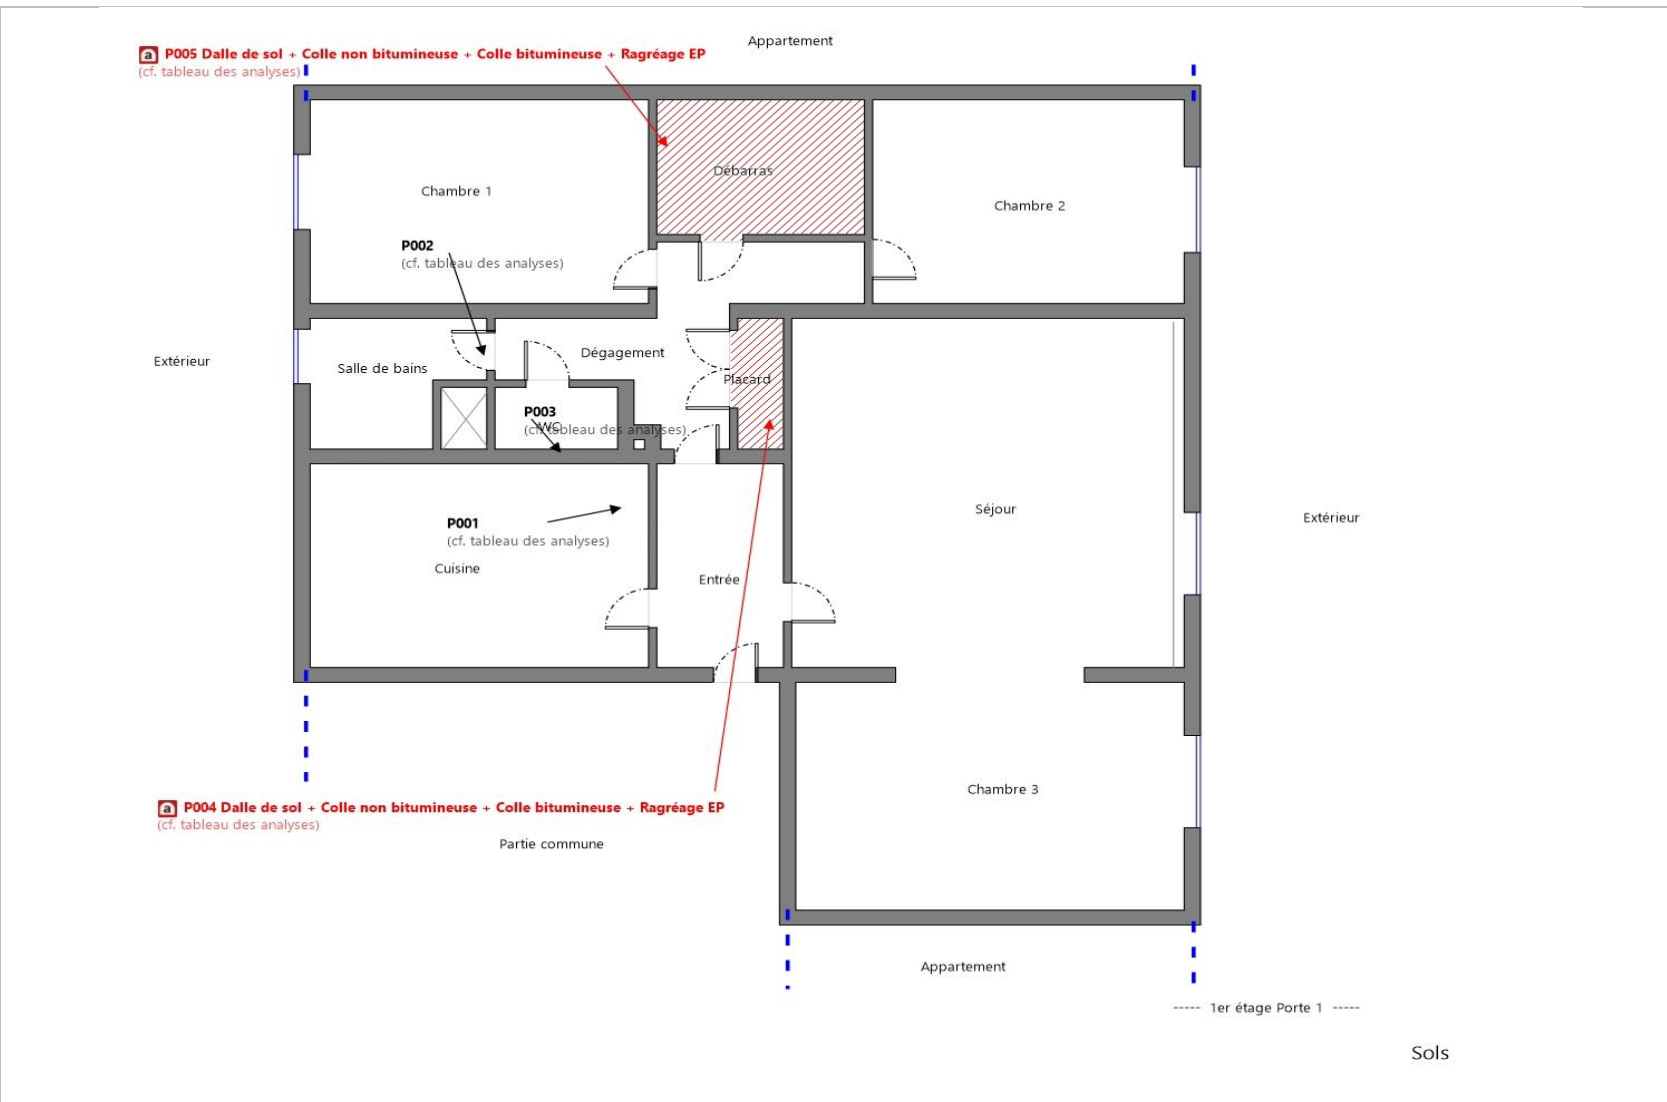 Appartement
a P005 Dalle de sol + Colle non bitumineuse + Colle bitumineuse + Ragréage EP
(cf. tableau des analyses)
Débarras
Chambre 1
Chambre 2
P002
(cf. tableau des analyses)
Extérieur
Salle de bains
Dégagement
Placard
P003
WC
(cf. tableau des analyses)
Séjour
Extérieur
P001
(cf. tableau des analyses)
Cuisine
Entrée
Chambre 3
a P004 Dalle de sol + Colle non bitumineuse + Colle bitumineuse + Ragréage EP
(cf. tableau des analyses)
Partie commune
Appartement
----- 1er étage Porte 1 -----
Sols